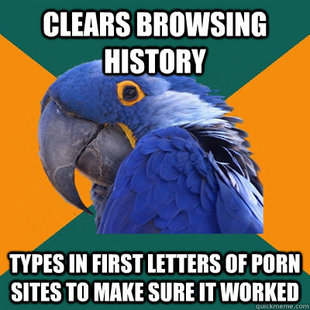 CLEARS BROWSING
HISTORY
TYPES IN FIRST LETTERS OF PORN
SITES TO MAKE SURE IT WORKED
quickmeme.com